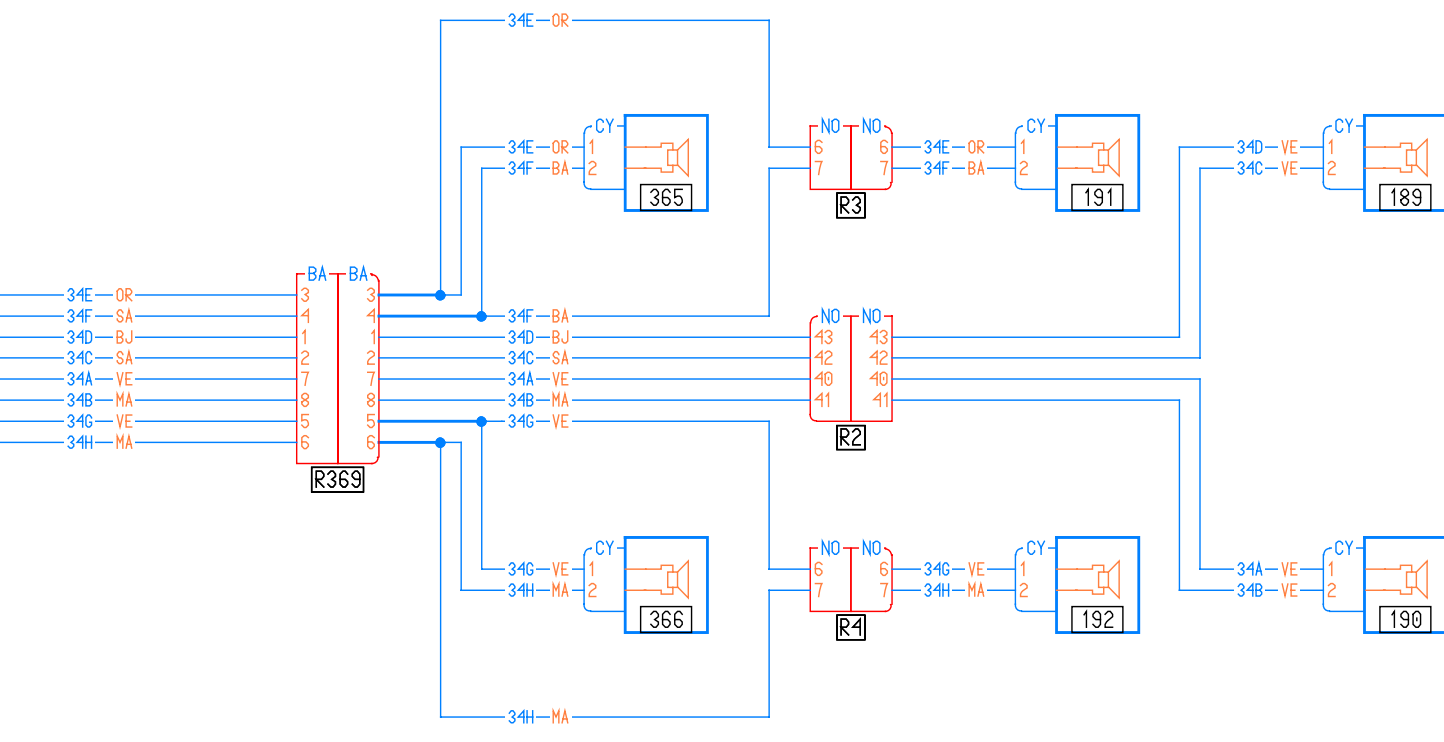 34E OR
CY NO NO CY CY
34E OR 1 6 6 34E OR 1 34D VE 1
34F BA 2 7 7 34F BA 2 34C VE 2
365 191 189
R3
BA BA
34E OR 3 3
34F SA 4 4 34F BA NO NO
34D BJ 1 1 34D BJ 43 43
34C SA 2 2 34C SA 42 42
34A VE 7 7 34A VE 40 40
34B MA 8 8 34B MA 41 41
34G VE 5 5 34G VE
34H MA 6 6 R2
R369
CY NO NO CY CY
34G VE 1 6 6 34G VE 1 34A VE 1
34H MA 2 7 7 34H MA 2 34B VE 2
366 192 190
R4
34H MA